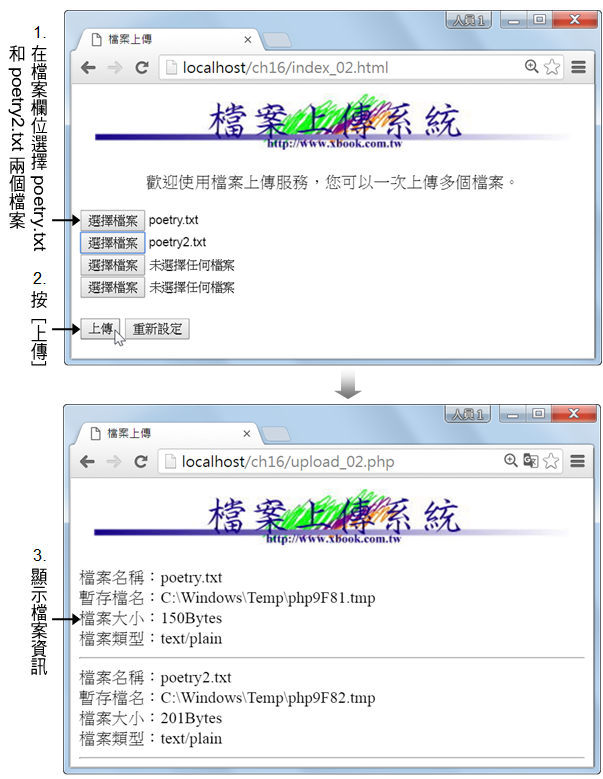 1. 在檔案欄位選擇 poetry.txt
和 poetry2.txt 兩個檔案
2. 按 [上傳]
人員 1
檔案上傳
localhost/ch16/index_02.html
檔案上傳系統
http://www.xbook.com.tw
歡迎使用檔案上傳服務，您可以一次上傳多個檔案。
選擇檔案 poetry.txt
選擇檔案 poetry2.txt
選擇檔案 未選擇任何檔案
選擇檔案 未選擇任何檔案
上傳 重新設定
3. 顯示檔案資訊
人員 1
檔案上傳
localhost/ch16/upload_02.php
檔案上傳系統
http://www.xbook.com.tw
檔案名稱：poetry.txt
暫存檔名：C:\Windows\Temp\php9F81.tmp
檔案大小：150Bytes
檔案類型：text/plain
檔案名稱：poetry2.txt
暫存檔名：C:\Windows\Temp\php9F82.tmp
檔案大小：201Bytes
檔案類型：text/plain